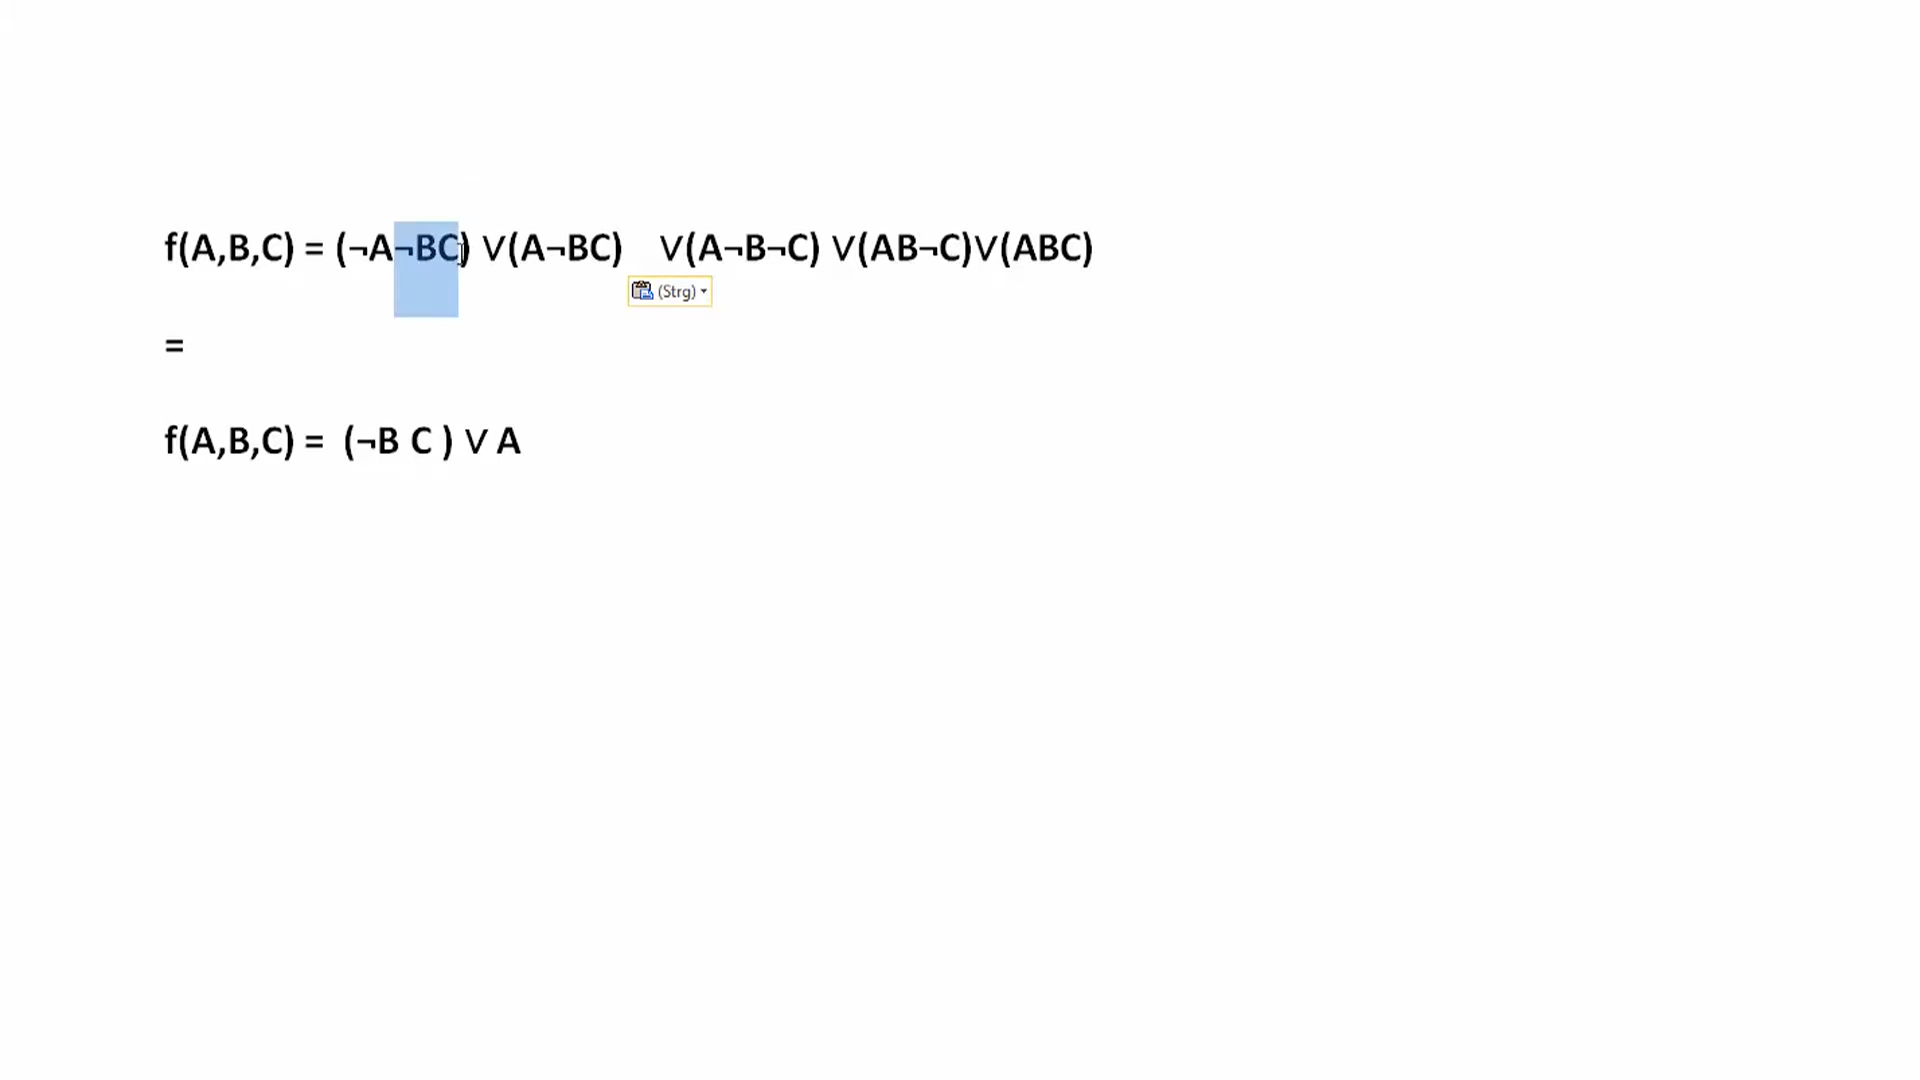 f(A,B,C) = (¬A¬BC) ∨(A¬BC) ∨(A¬B¬C) ∨(AB¬C)∨(ABC)
(Strg)
=
f(A,B,C) = (¬B C ) ∨ A